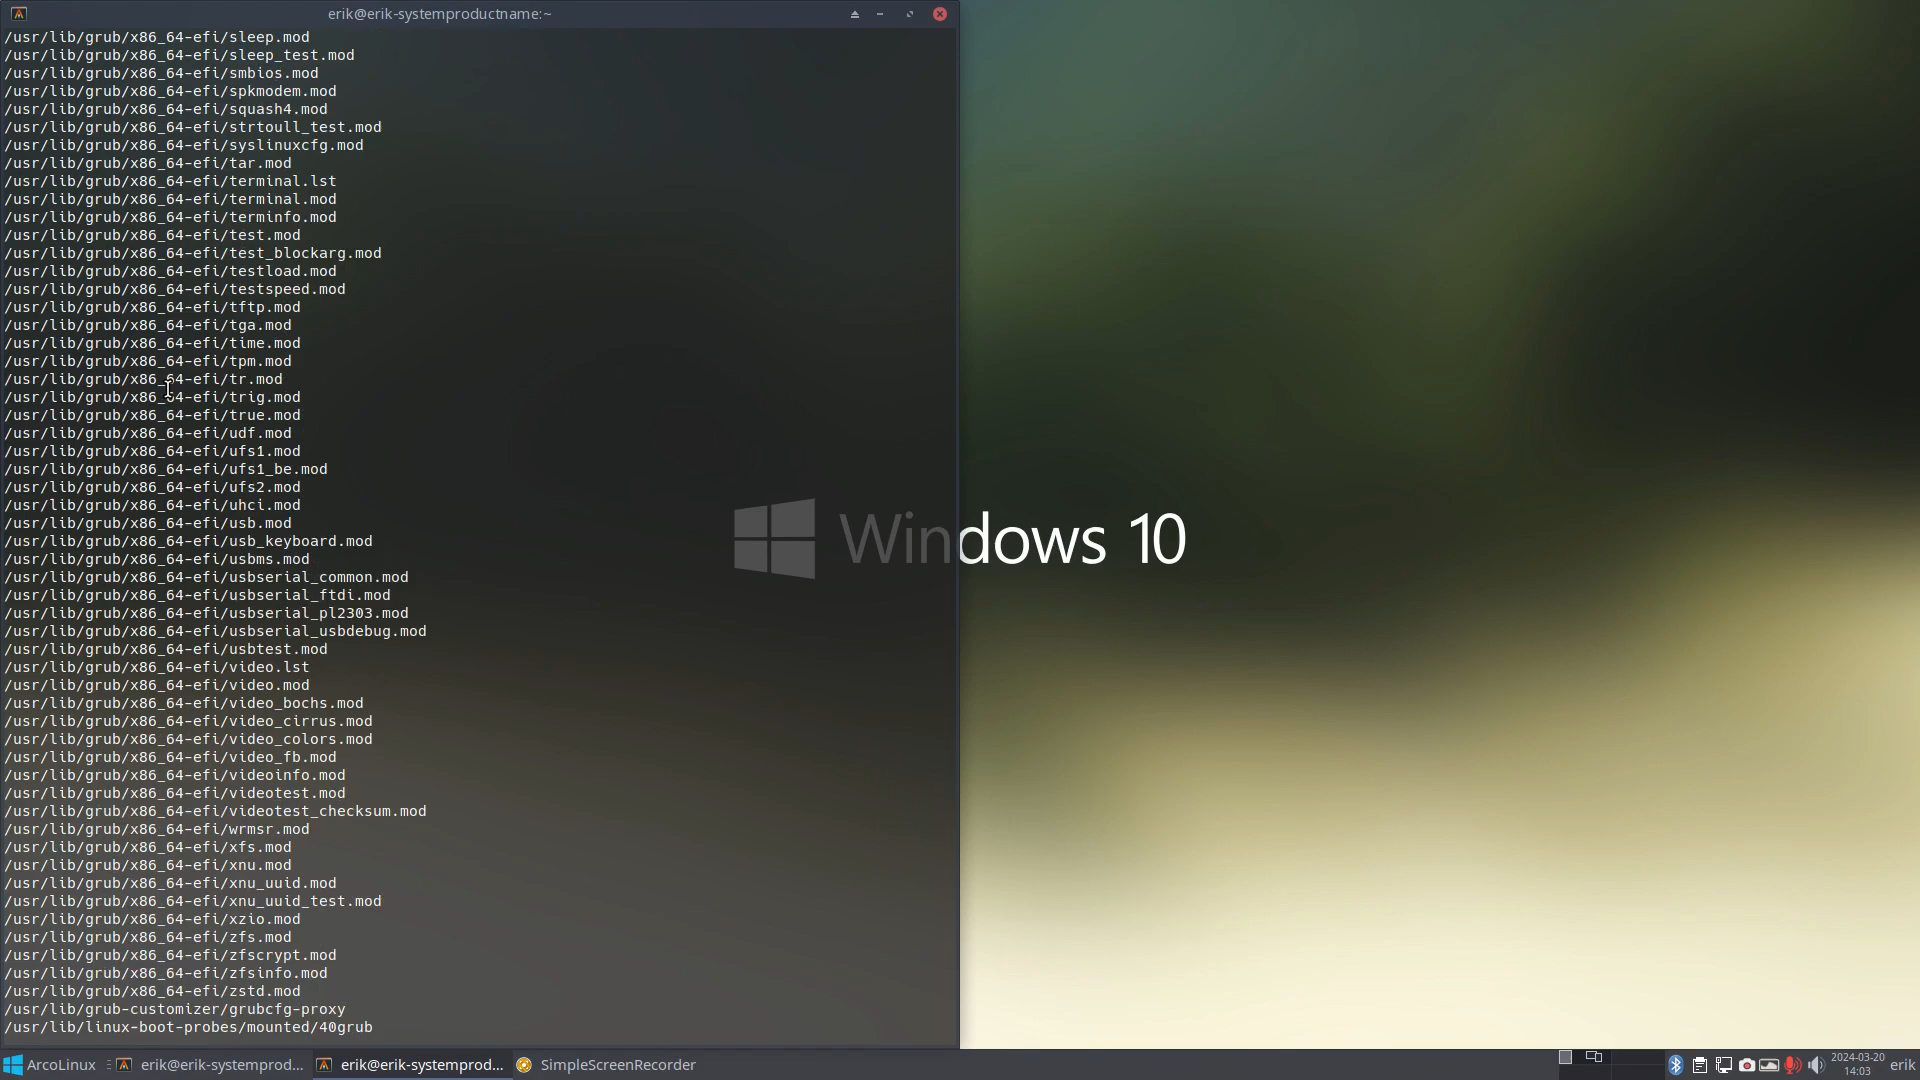 erik@erik-systemproductname:~
/usr/lib/grub/x86_64-efi/sleep.mod
/usr/lib/grub/x86_64-efi/sleep_test.mod
/usr/lib/grub/x86_64-efi/smbios.mod
/usr/lib/grub/x86_64-efi/spkmodem.mod
/usr/lib/grub/x86_64-efi/squash4.mod
/usr/lib/grub/x86_64-efi/strtoull_test.mod
/usr/lib/grub/x86_64-efi/syslinuxcfg.mod
/usr/lib/grub/x86_64-efi/tar.mod
/usr/lib/grub/x86_64-efi/terminal.lst
/usr/lib/grub/x86_64-efi/terminal.mod
/usr/lib/grub/x86_64-efi/terminfo.mod
/usr/lib/grub/x86_64-efi/test.mod
/usr/lib/grub/x86_64-efi/test_blockarg.mod
/usr/lib/grub/x86_64-efi/testload.mod
/usr/lib/grub/x86_64-efi/testspeed.mod
/usr/lib/grub/x86_64-efi/tftp.mod
/usr/lib/grub/x86_64-efi/tga.mod
/usr/lib/grub/x86_64-efi/time.mod
/usr/lib/grub/x86_64-efi/tpm.mod
/usr/lib/grub/x86_64-efi/tr.mod
/usr/lib/grub/x86_64-efi/trig.mod
/usr/lib/grub/x86_64-efi/true.mod
/usr/lib/grub/x86_64-efi/udf.mod
/usr/lib/grub/x86_64-efi/ufs1.mod
/usr/lib/grub/x86_64-efi/ufs1_be.mod
/usr/lib/grub/x86_64-efi/ufs2.mod
/usr/lib/grub/x86_64-efi/uhci.mod
/usr/lib/grub/x86_64-efi/usb.mod
/usr/lib/grub/x86_64-efi/usb_keyboard.mod
/usr/lib/grub/x86_64-efi/usbms.mod
/usr/lib/grub/x86_64-efi/usbserial_common.mod
/usr/lib/grub/x86_64-efi/usbserial_ftdi.mod
/usr/lib/grub/x86_64-efi/usbserial_pl2303.mod
/usr/lib/grub/x86_64-efi/usbserial_usbdebug.mod
/usr/lib/grub/x86_64-efi/usbtest.mod
/usr/lib/grub/x86_64-efi/video.lst
/usr/lib/grub/x86_64-efi/video.mod
/usr/lib/grub/x86_64-efi/video_bochs.mod
/usr/lib/grub/x86_64-efi/video_cirrus.mod
/usr/lib/grub/x86_64-efi/video_colors.mod
/usr/lib/grub/x86_64-efi/video_fb.mod
/usr/lib/grub/x86_64-efi/videoinfo.mod
/usr/lib/grub/x86_64-efi/videotest.mod
/usr/lib/grub/x86_64-efi/videotest_checksum.mod
/usr/lib/grub/x86_64-efi/wrmsr.mod
/usr/lib/grub/x86_64-efi/xfs.mod
/usr/lib/grub/x86_64-efi/xnu.mod
/usr/lib/grub/x86_64-efi/xnu_uuid.mod
/usr/lib/grub/x86_64-efi/xnu_uuid_test.mod
/usr/lib/grub/x86_64-efi/xzio.mod
/usr/lib/grub/x86_64-efi/zfs.mod
/usr/lib/grub/x86_64-efi/zfscrypt.mod
/usr/lib/grub/x86_64-efi/zfsinfo.mod
/usr/lib/grub/x86_64-efi/zstd.mod
/usr/lib/grub-customizer/grubcfg-proxy
/usr/lib/linux-boot-probes/mounted/40grub
Windows 10
ArcoLinux erik@erik-systemprod... erik@erik-systemprod... SimpleScreenRecorder 2024-03-20 erik
14:03